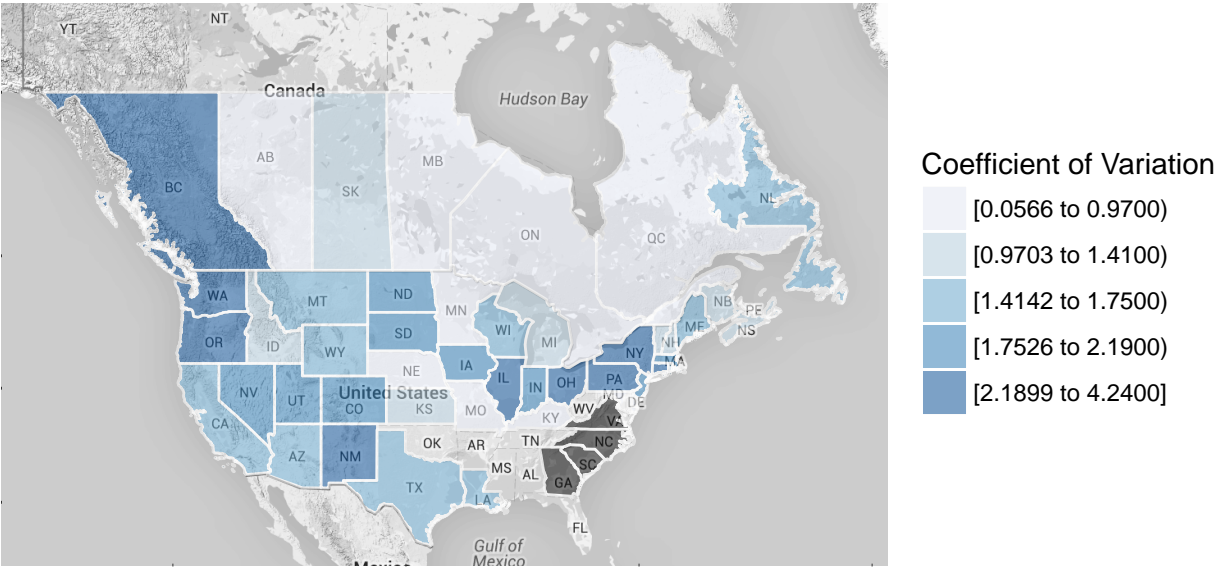 YT
NT
Canada
Hudson Bay
AB
MB
BC
SK
NL
ON
QC
WA
MT
ND
MN
NB
PE
NS
OR
ID
SD
WI
MI
ME
NH
WY
IA
NY
MA
NE
IL
IN
OH
PA
NV
UT
United States
CO
KS
MO
WV
MD
DE
KY
VA
CA
AZ
NM
OK
AR
TN
NC
MS
AL
SC
GA
TX
LA
FL
Gulf of
Mexico
Mexico
Coefficient of Variation
[0.0566 to 0.9700)
[0.9703 to 1.4100)
[1.4142 to 1.7500)
[1.7526 to 2.1900)
[2.1899 to 4.2400]